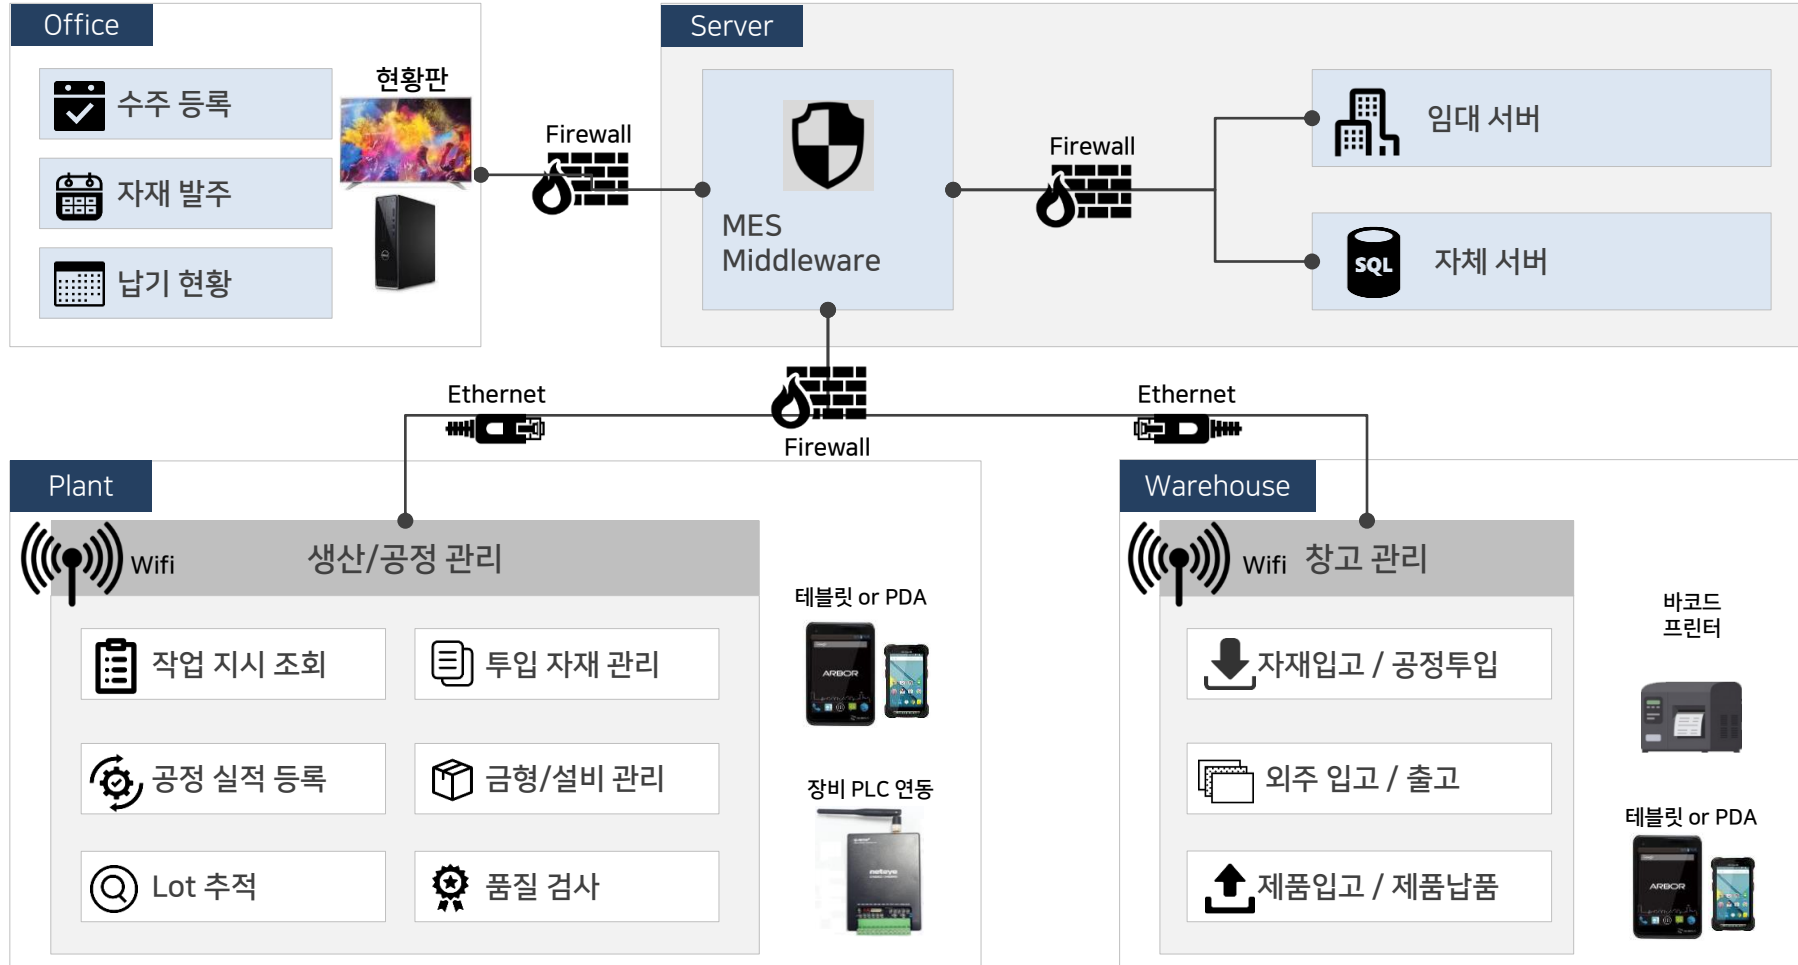 Office
수주 등록
자재 발주
납기 현황
현황판
Firewall
Server
MES
Middleware
Firewall
임대 서버
SQL
자체 서버
Ethernet
Firewall
Ethernet
Plant
Wifi
생산/공정 관리
작업 지시 조회
투입 자재 관리
공정 실적 등록
금형/설비 관리
Lot 추적
품질 검사
테블릿 or PDA
ARBOR
장비 PLC 연동
neteye
Warehouse
Wifi
창고 관리
자재입고 / 공정투입
외주 입고 / 출고
제품입고 / 제품납품
바코드
프린터
테블릿 or PDA
ARBOR